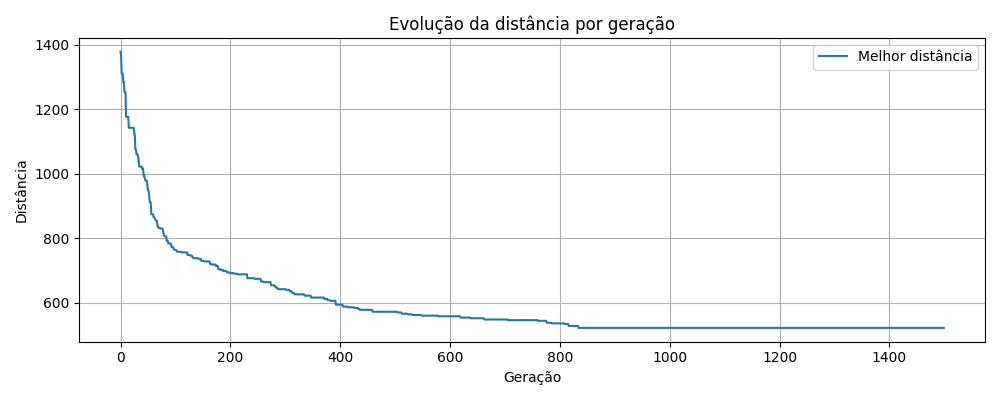 Evolução da distância por geração
Melhor distância
Distância
1400
1200
1000
800
600
0 200 400 600 800 1000 1200 1400
Geração